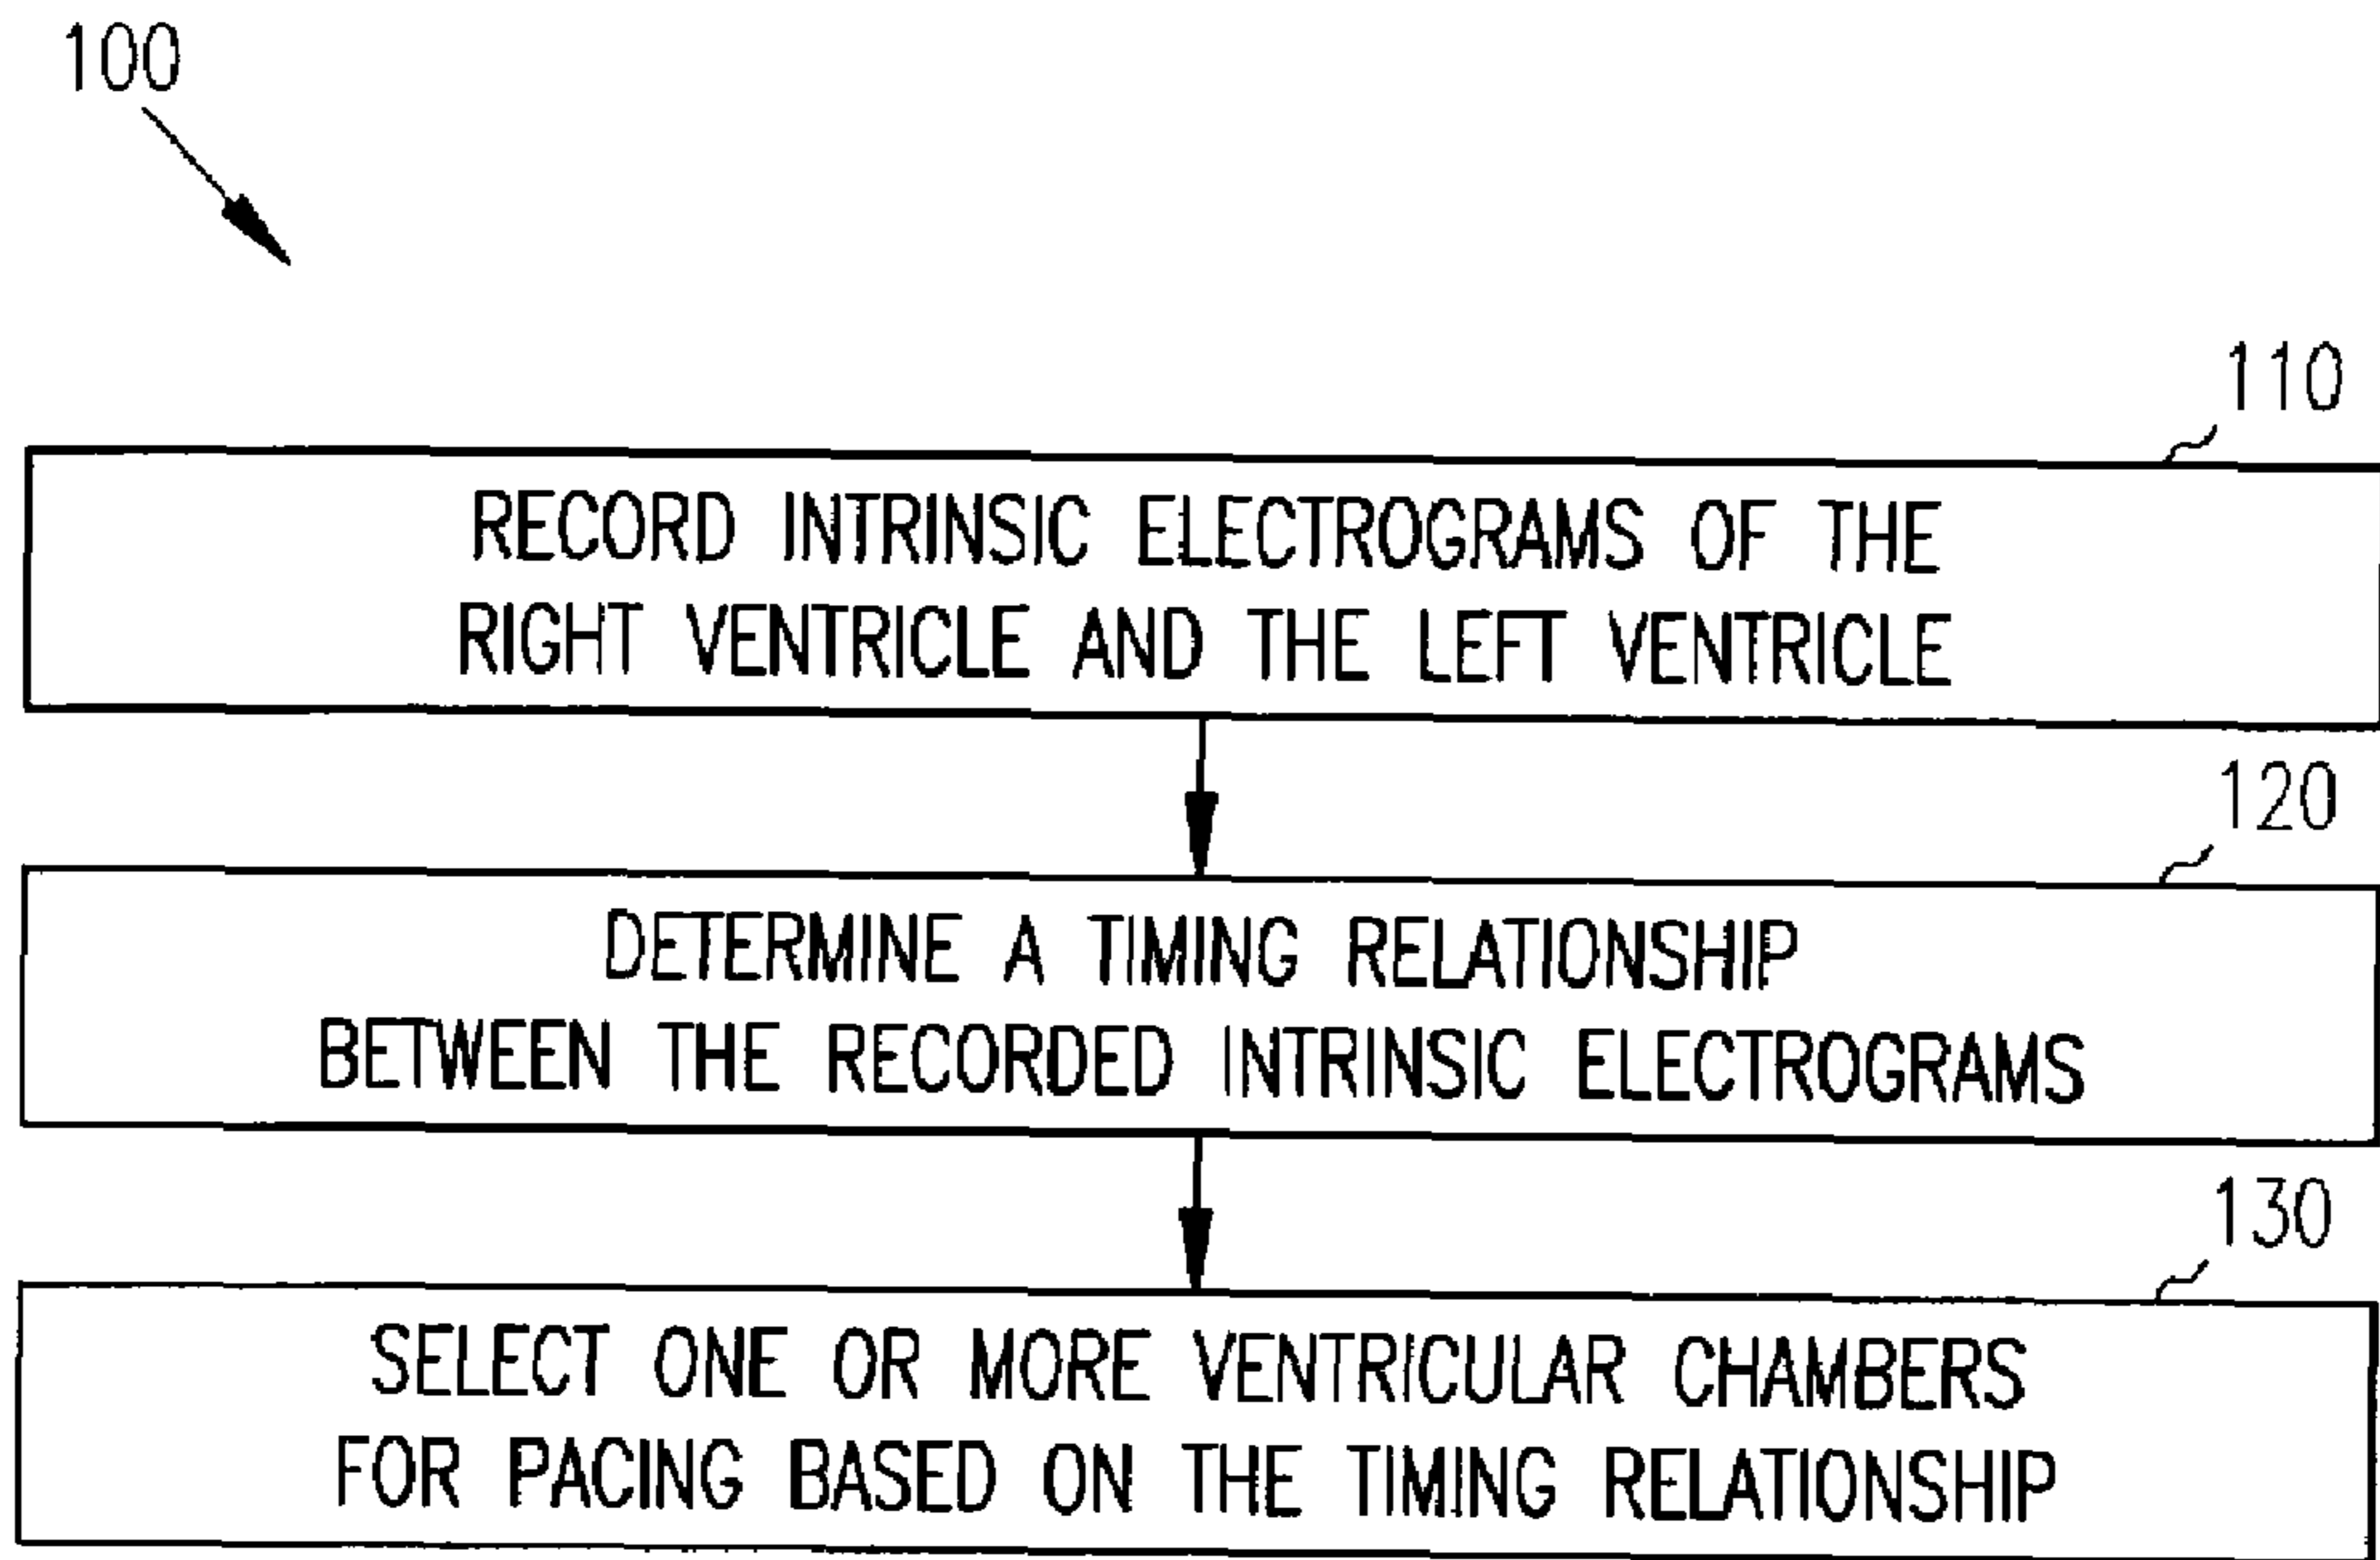 100
110
RECORD INTRINSIC ELECTROGRAMS OF THE
RIGHT VENTRICLE AND THE LEFT VENTRICLE
120
DETERMINE A TIMING RELATIONSHIP
BETWEEN THE RECORDED INTRINSIC ELECTROGRAMS
130
SELECT ONE OR MORE VENTRICULAR CHAMBERS
FOR PACING BASED ON THE TIMING RELATIONSHIP